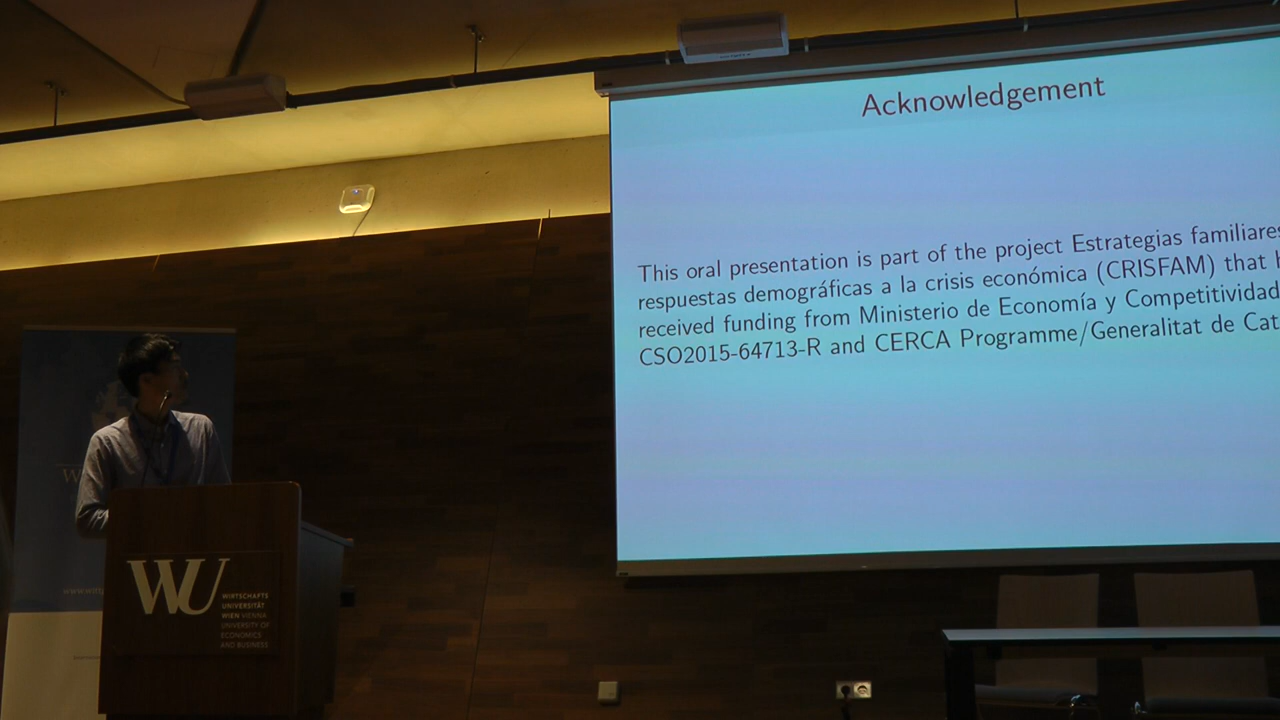 Acknowledgement
This oral presentation is part of the project Estrategias familiares
respuestas demográficas a la crisis económica (CRISFAM) that
received funding from Ministerio de Economía y Competitividad
CSO2015-64713-R and CERCA Programme/Generalitat de Cat
WU
WIRTSCHAFTS
UNIVERSITÄT
WIEN VIENNA
UNIVERSITY OF
ECONOMICS
AND BUSINESS